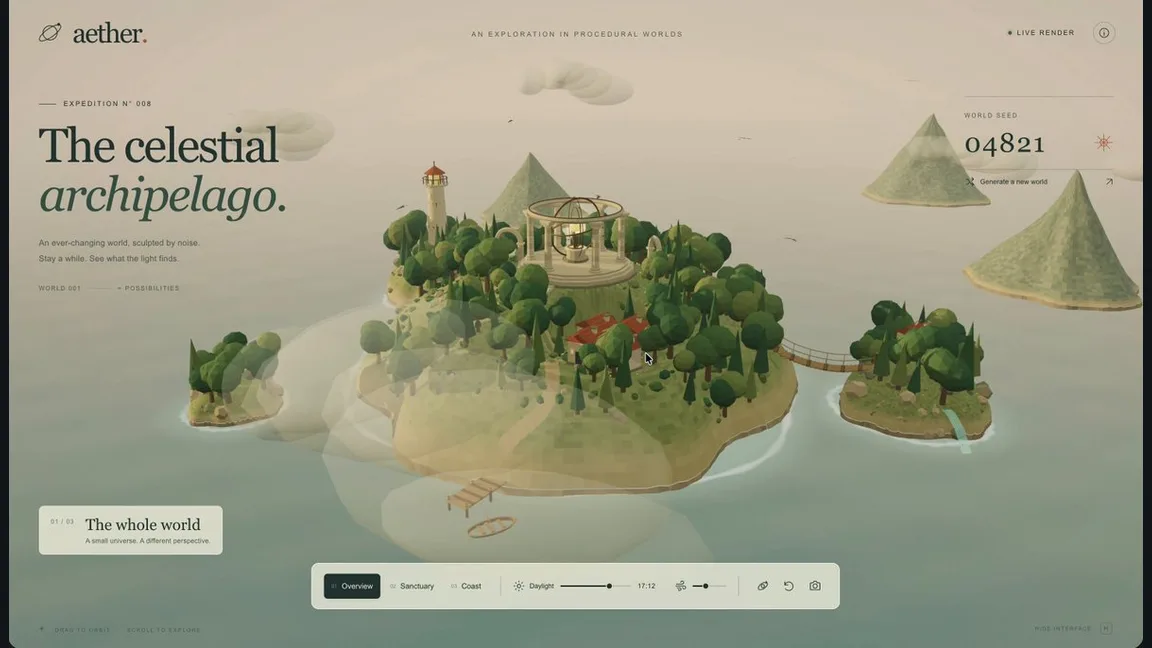 aether.
AN EXPLORATION IN PROCEDURAL WORLDS
LIVE RENDER
EXPEDITION N° 008
The celestial
archipelago.
An ever-changing world, sculpted by noise.
Stay a while. See what the light finds.
WORLD 001 ∞ POSSIBILITIES
WORLD SEED
04821
Generate a new world
01 / 03
The whole world
A small universe. A different perspective.
01 Overview
02 Sanctuary
03 Coast
Daylight
17:12
DRAG TO ORBIT
SCROLL TO EXPLORE
HIDE INTERFACE H